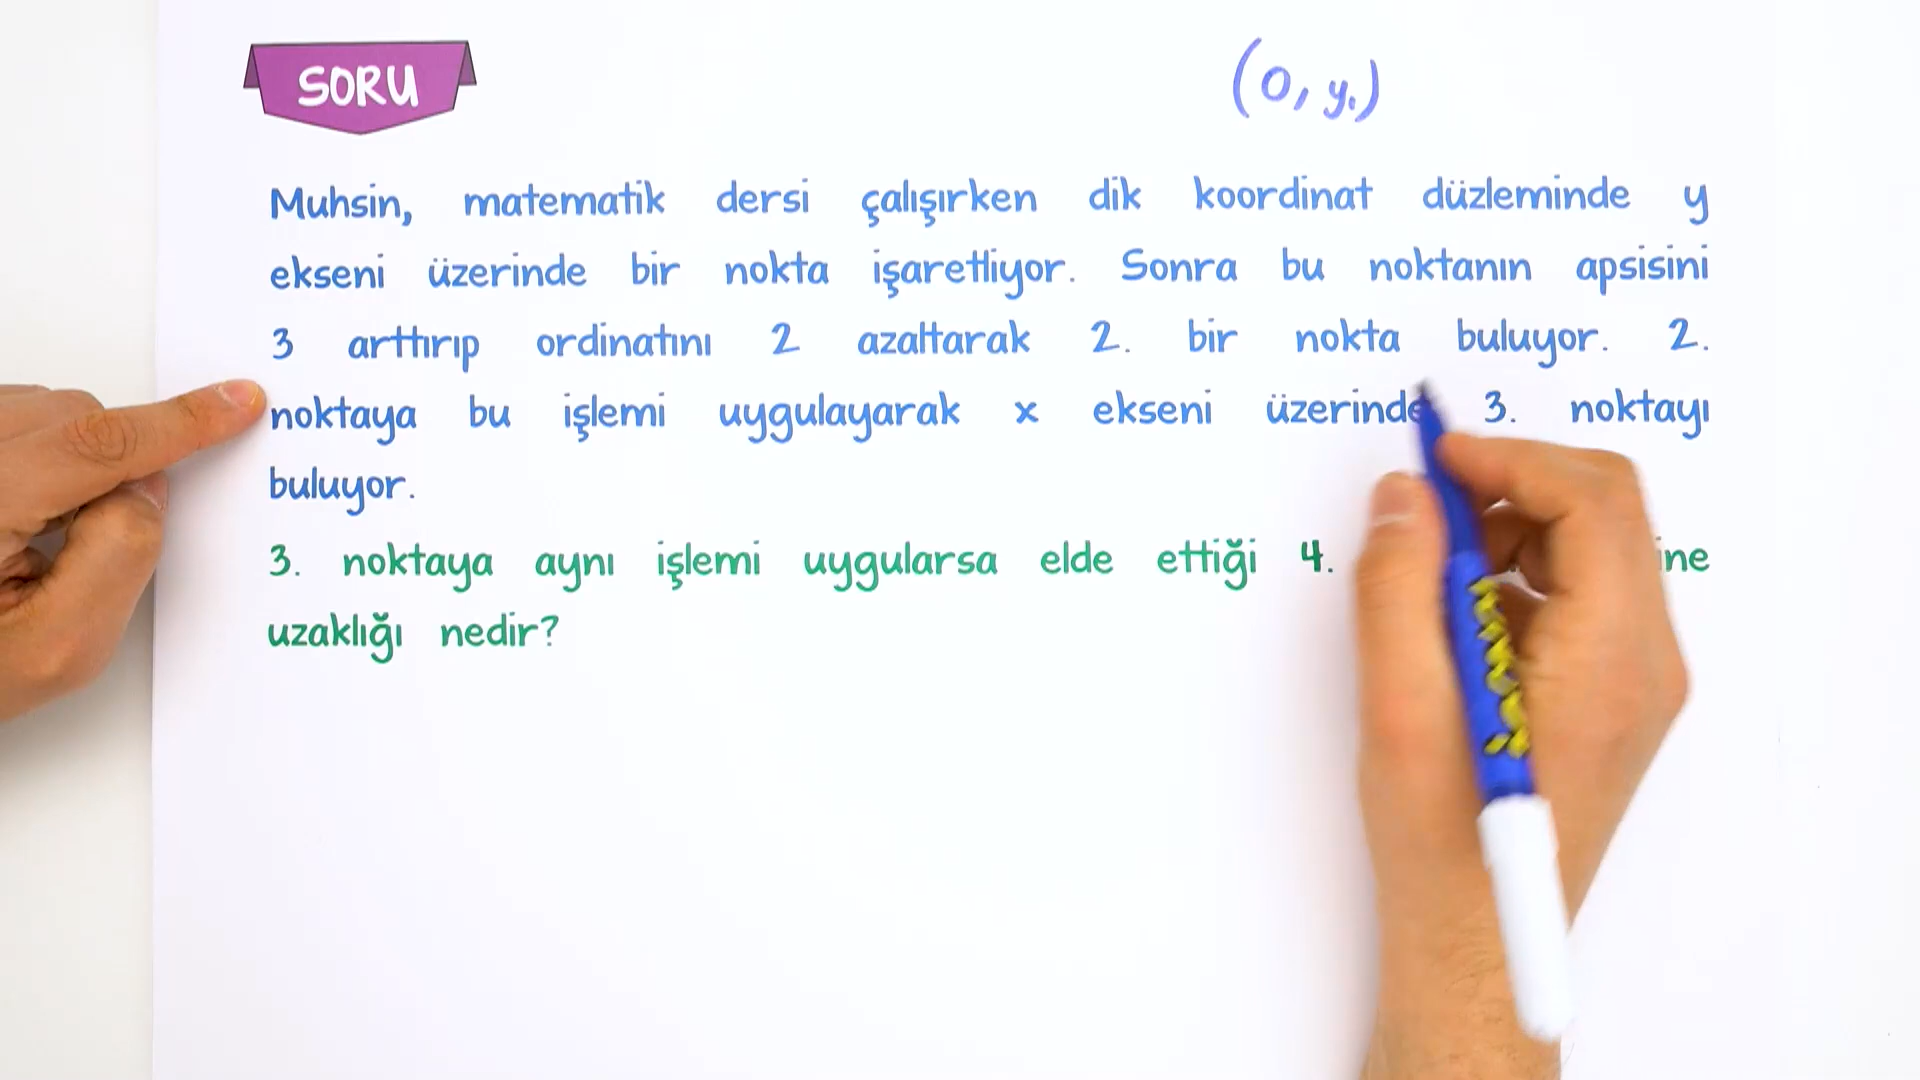 SORU
(0, y₁)
Muhsin, matematik dersi çalışırken dik koordinat düzleminde y
ekseni üzerinde bir nokta işaretliyor. Sonra bu noktanın apsisini
3 arttırıp ordinatını 2 azaltarak 2. bir nokta buluyor. 2.
noktaya bu işlemi uygulayarak x ekseni üzerinde 3. noktayı
buluyor.
3. noktaya aynı işlemi uygularsa elde ettiği 4.
uzaklığı nedir?